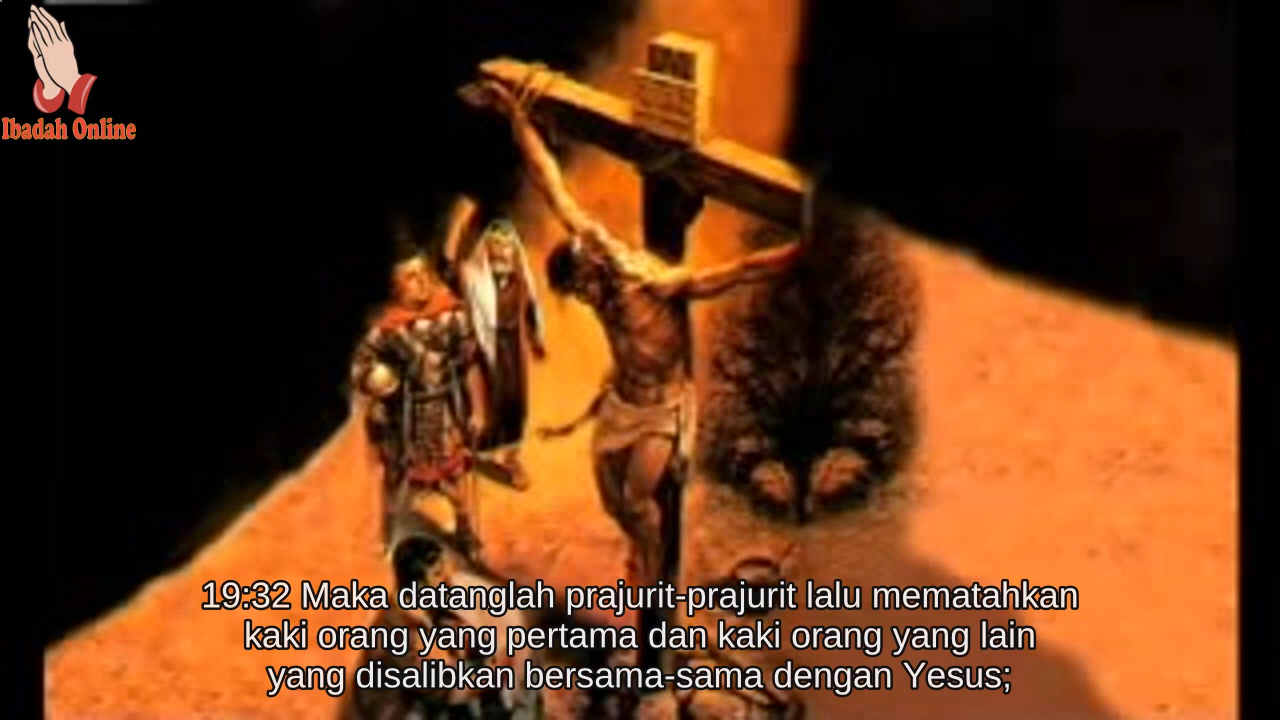 Ibadah Online
19:32 Maka datanglah prajurit-prajurit lalu mematahkan
kaki orang yang pertama dan kaki orang yang lain
yang disalibkan bersama-sama dengan Yesus;